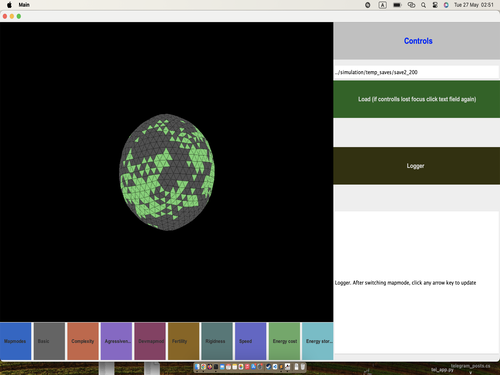 Main
A
Tue 27 May 02:51
Controls
../simulation/temp_saves/save2_200
Load (if controlls lost focus click text field again)
Logger
Logger. After switching mapmode, click any arrow key to update
Mapmodes
Basic
Complexity
Agressivnes...
Fertility
Rigidness
Speed
Energy cost
Energy stor...
telegram_posts.cs
tel_app.py